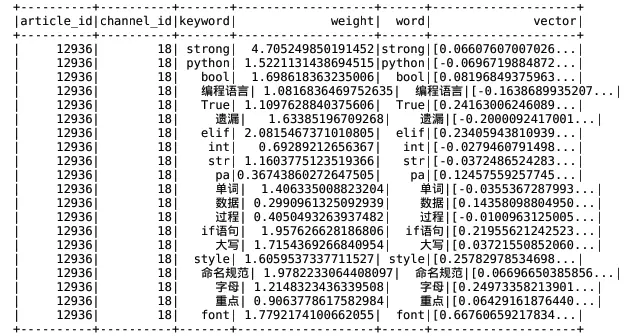 +----------+----------+-------+------------------+------+--------------------+
|article_id|channel_id|keyword|            weight|  word|              vector|
+----------+----------+-------+------------------+------+--------------------+
|     12936|        18| strong| 4.705249850191452|strong|[0.06607607007026...|
|     12936|        18| python|1.5221131438694515|python|[-0.0696719884872...|
|     12936|        18|   bool| 1.698618363235006|  bool|[0.08196849375963...|
|     12936|        18|   编程语言|1.0816836469752635|  编程语言|[-0.1638689935207...|
|     12936|        18|   True|1.1097628840375606|  True|[0.24163006246089...|
|     12936|        18|     遗漏|  1.63385196709268|    遗漏|[-0.2000092417001...|
|     12936|        18|   elif|2.0815467371010805|  elif|[0.23405943810939...|
|     12936|        18|    int|  0.69289212656367|   int|[-0.0279460791498...|
|     12936|        18|    str|1.1603775123519366|   str|[-0.0372486524283...|
|     12936|        18|     pa|0.36743860272647505|    pa|[0.12457559257745...|
|     12936|        18|     单词| 1.406335008823204|    单词|[-0.0355367287993...|
|     12936|        18|     数据|0.2990961325092939|    数据|[0.14358098804950...|
|     12936|        18|     过程|0.4050493263937482|    过程|[-0.0100963125005...|
|     12936|        18|   if语句|1.957626628186806|  if语句|[0.21955621242523...|
|     12936|        18|     大写|1.7154369266840954|    大写|[0.03721550852060...|
|     12936|        18|  style|1.6059537337711527| style|[0.25782978534698...|
|     12936|        18|   命名规范|1.9782233064408097|  命名规范|[0.06696650385856...|
|     12936|        18|     字母|1.2148323436339508|    字母|[0.24973358213901...|
|     12936|        18|     重点|0.9063778617582984|    重点|[0.06429161876440...|
|     12936|        18|   font|1.7792174100662055|  font|[0.66760659217834...|